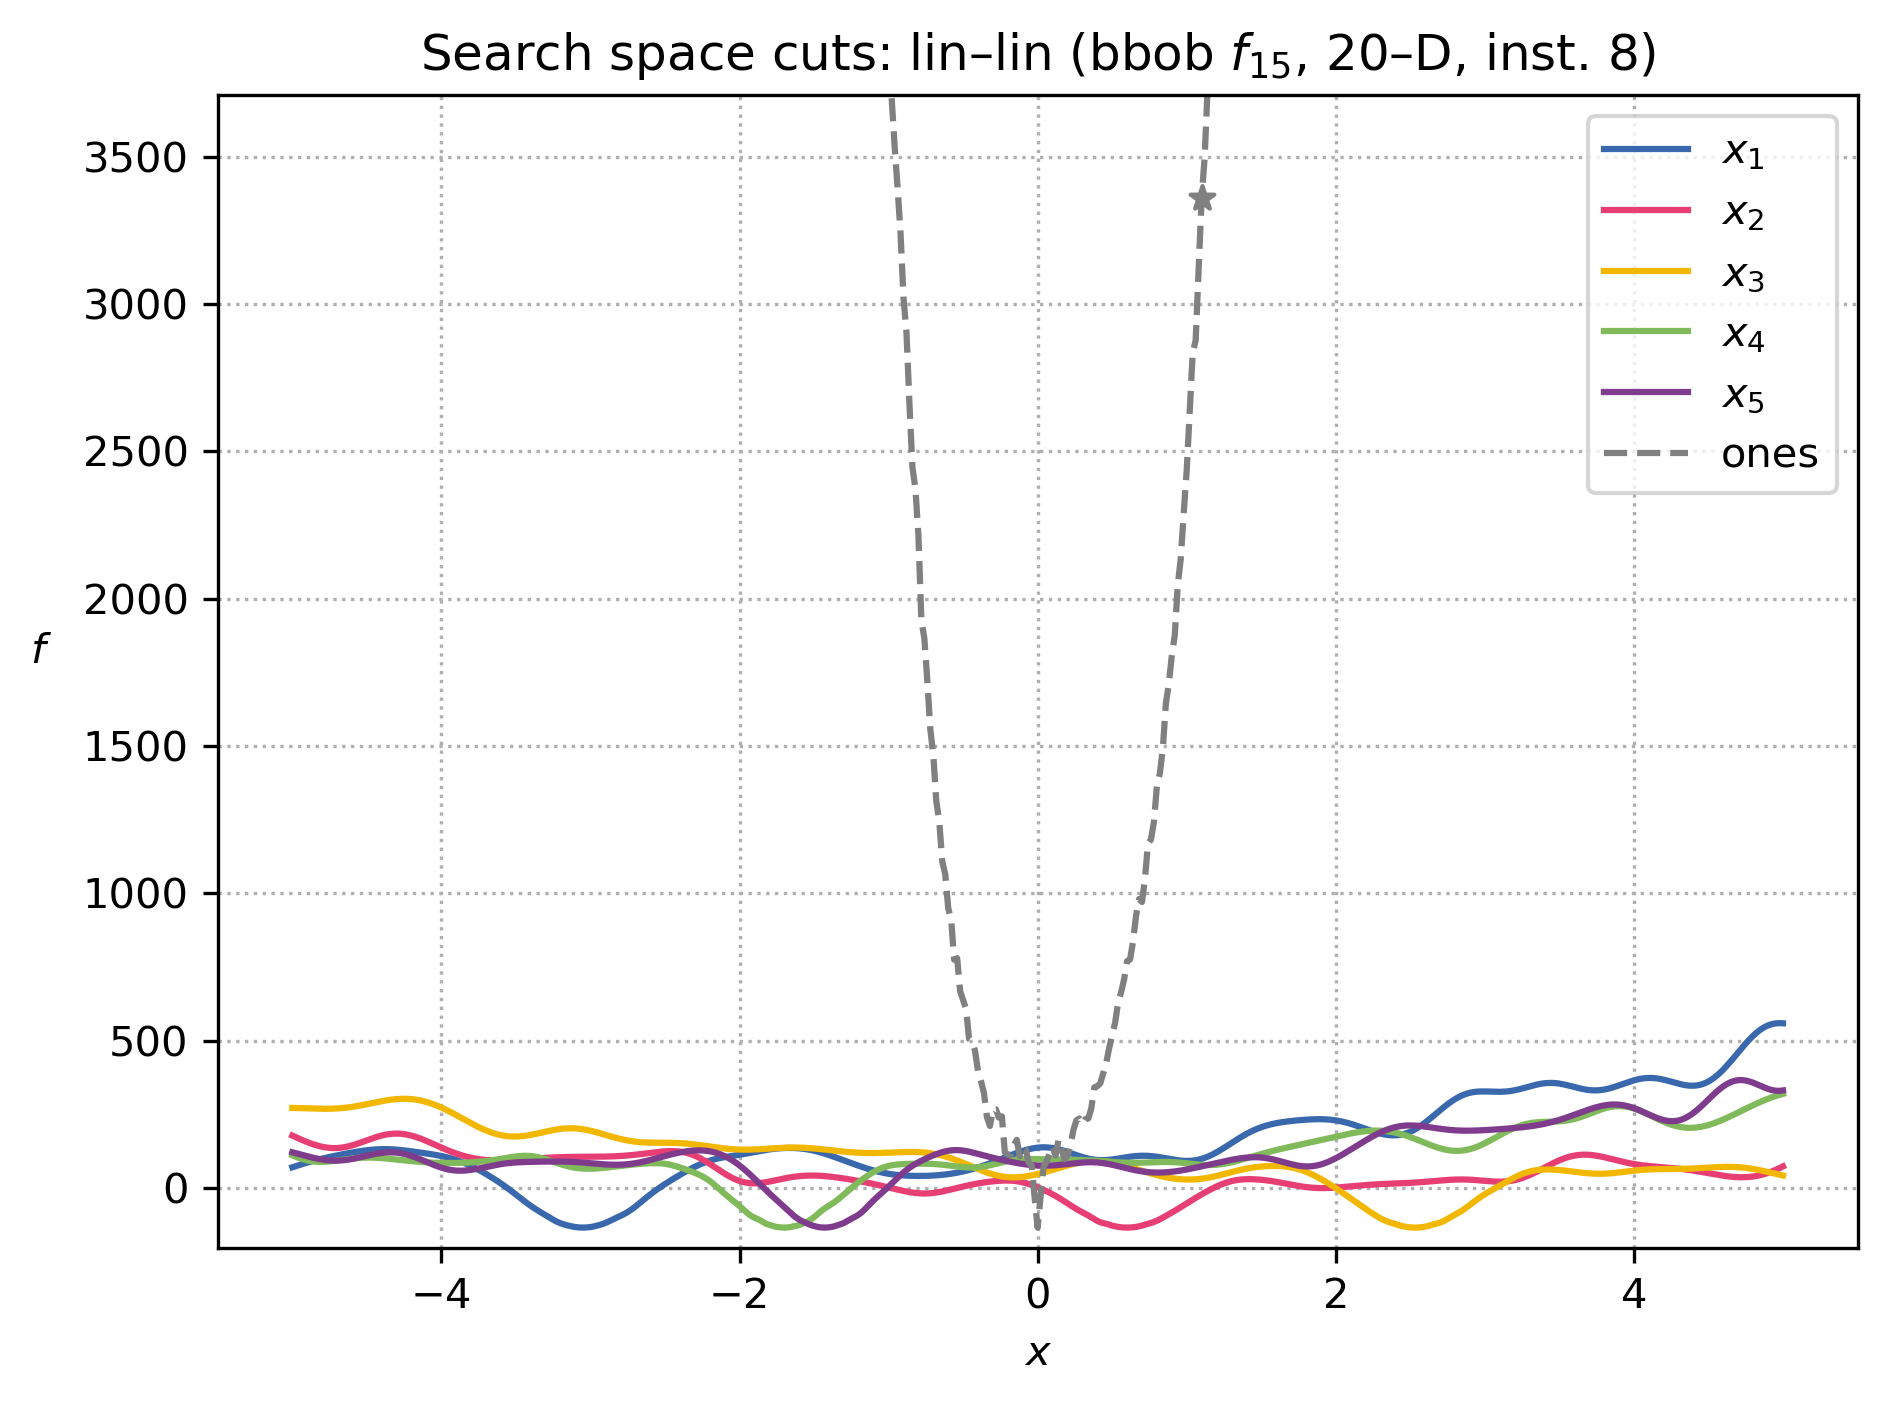 Search space cuts: lin–lin (bbob f₁₅, 20–D, inst. 8)
3500
3000
2500
2000
1500
1000
500
0
f
−4
−2
0
2
4
x
x₁
x₂
x₃
x₄
x₅
ones